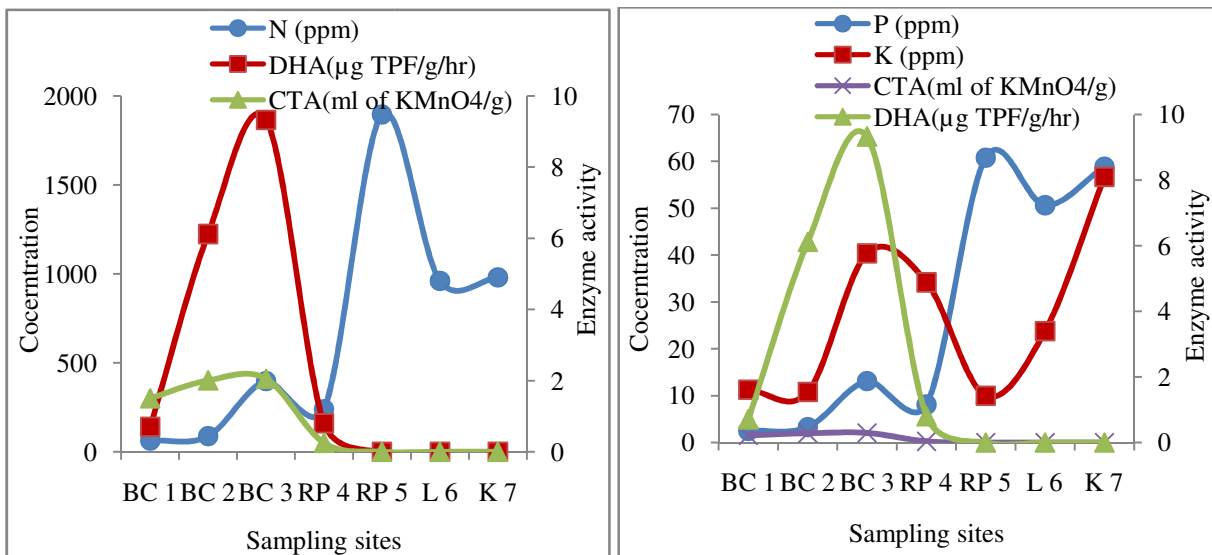 N (ppm)
DHA(µg TPF/g/hr)
CTA(ml of KMnO4/g)
2000
1500
1000
500
0
10
8
6
4
2
0
Cocerntration
Enzyme activity
BC 1 BC 2 BC 3 RP 4 RP 5 L 6 K 7
Sampling sites
P (ppm)
K (ppm)
CTA(ml of KMnO4/g)
DHA(µg TPF/g/hr)
70
60
50
40
30
20
10
0
10
8
6
4
2
0
Cocerntration
Enzyme activity
BC 1 BC 2 BC 3 RP 4 RP 5 L 6 K 7
Sampling sites